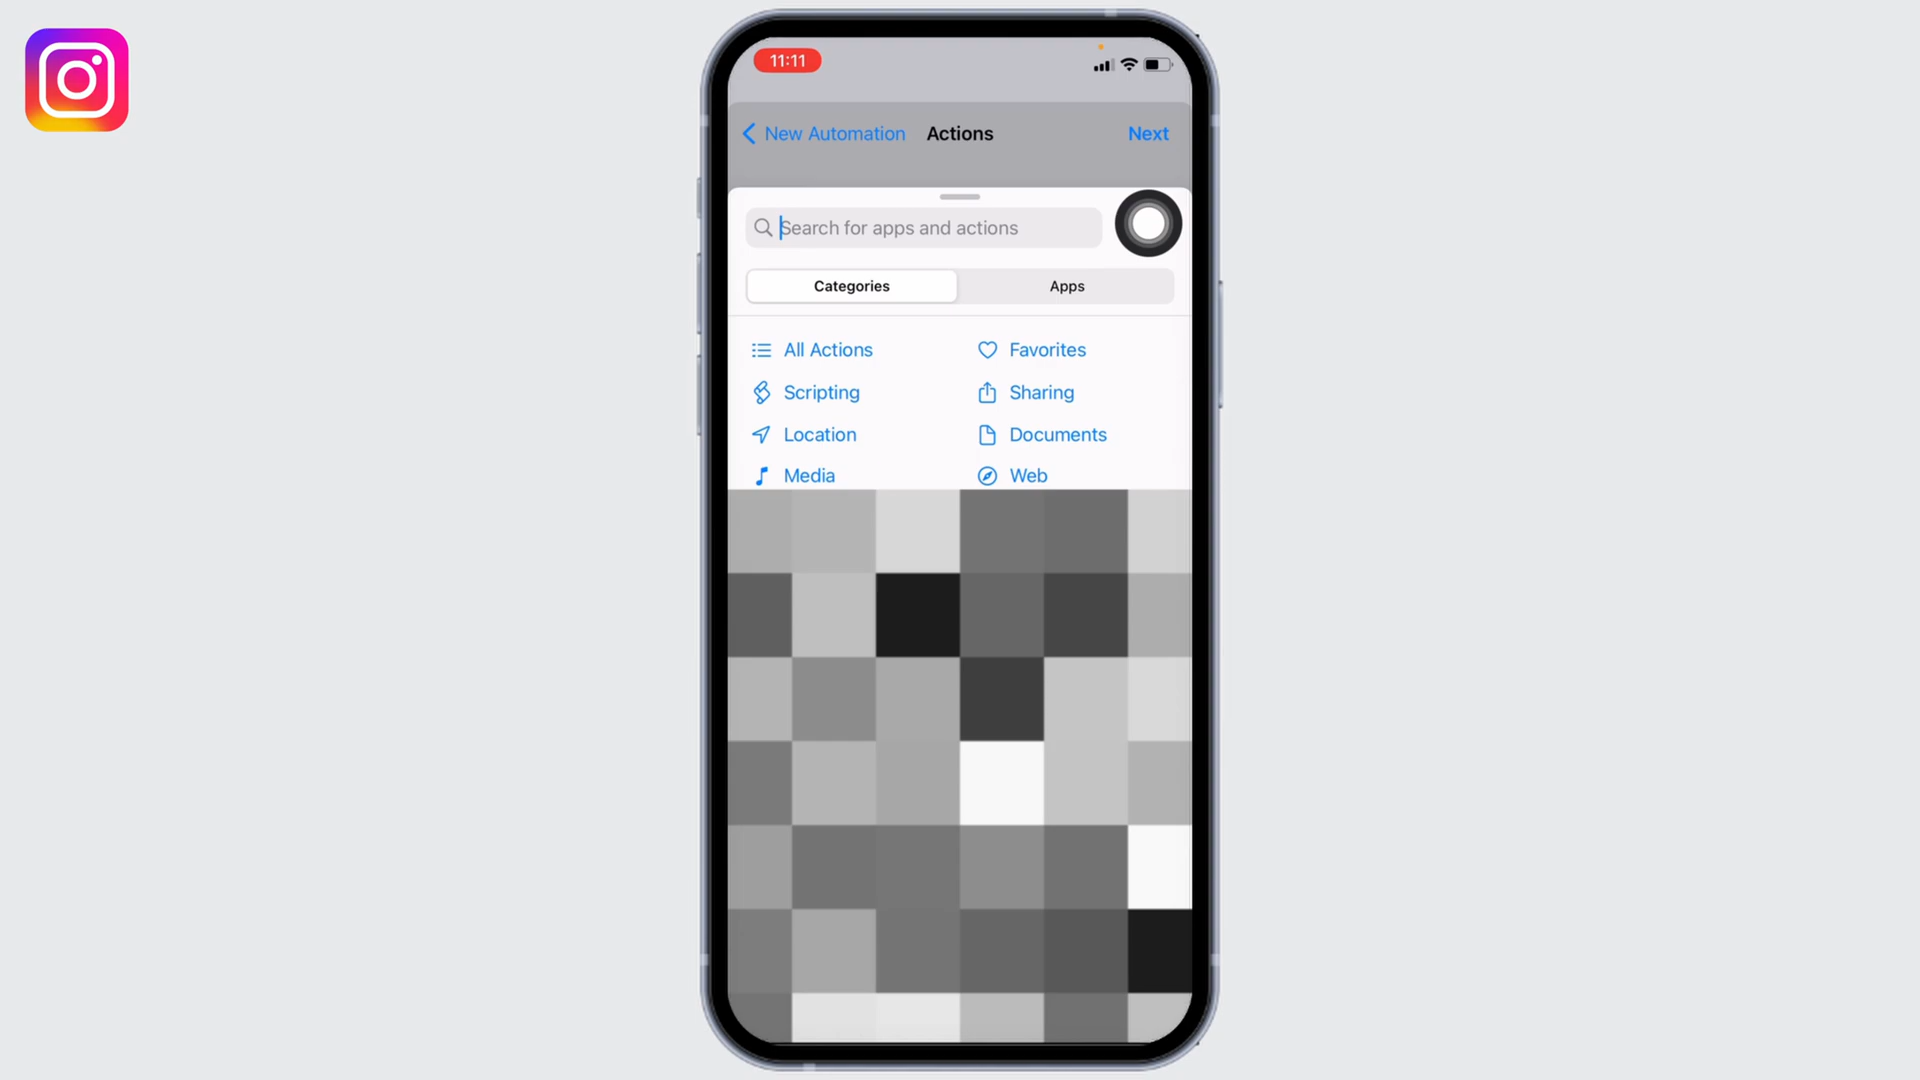 11:11
New Automation Actions Next
Search for apps and actions
Categories Apps
All Actions Favorites
Scripting Sharing
Location Documents
Media Web